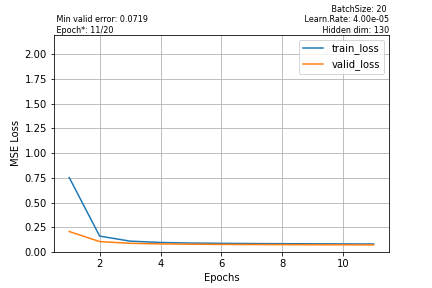 Min valid error: 0.0719
Epoch*: 11/20
BatchSize: 20
Learn.Rate: 4.00e-05
Hidden dim: 130
train_loss
valid_loss
MSE Loss
2.00
1.75
1.50
1.25
1.00
0.75
0.50
0.25
0.00
2 4 6 8 10
Epochs